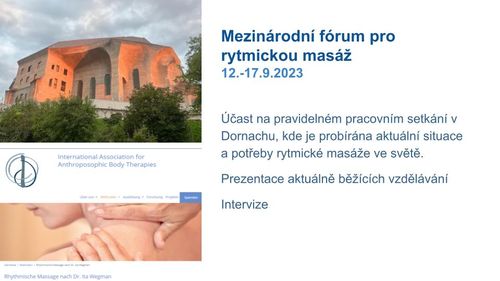 Mezinárodní fórum pro
rytmickou masáž
12.-17.9.2023
Účast na pravidelném pracovním setkání v
Dornachu, kde je probírána aktuální situace
a potřeby rytmické masáže ve světě.
Prezentace aktuálně běžících vzdělávání
Intervize
International Association for
Anthroposophic Body Therapies
Rhythmische Massage nach Dr. Ita Wegman